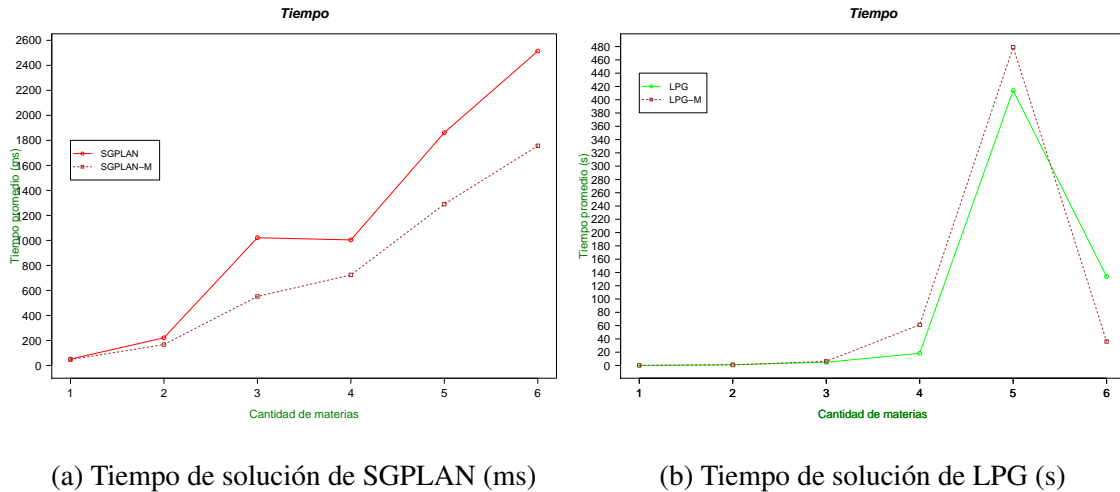 Tiempo
2600
2400
2200
2000
1800
1600
1400
1200
1000
800
600
400
200
0
Tiempo promedio (ms)
SGPLAN
SGPLAN−M
1 2 3 4 5 6
Cantidad de materias
(a) Tiempo de solución de SGPLAN (ms)
Tiempo
480
460
440
420
400
380
360
340
320
300
280
260
240
220
200
180
160
140
120
100
80
60
40
20
0
Tiempo promedio (s)
LPG
LPG−M
1 2 3 4 5 6
Cantidad de materias
(b) Tiempo de solución de LPG (s)